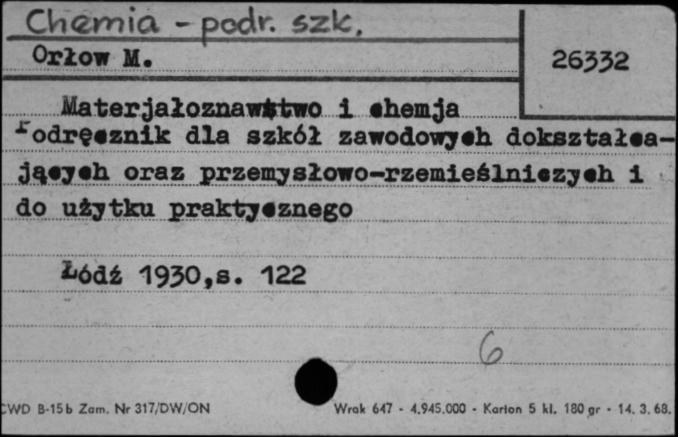 Chemia - podr. szk.
Orłow M.
26332
Materjałoznawstwo i chemja
Podręcznik dla szkół zawodowych dokształca-
jących oraz przemysłowo-rzemieślniczych i
do użytku praktycznego
Łódź 1930,s. 122
6
CWD B-15b Zam. Nr 317/DW/ON
Wrak 647 - 4.945.000 - Karton 5 kl. 180 gr - 14. 3. 68.